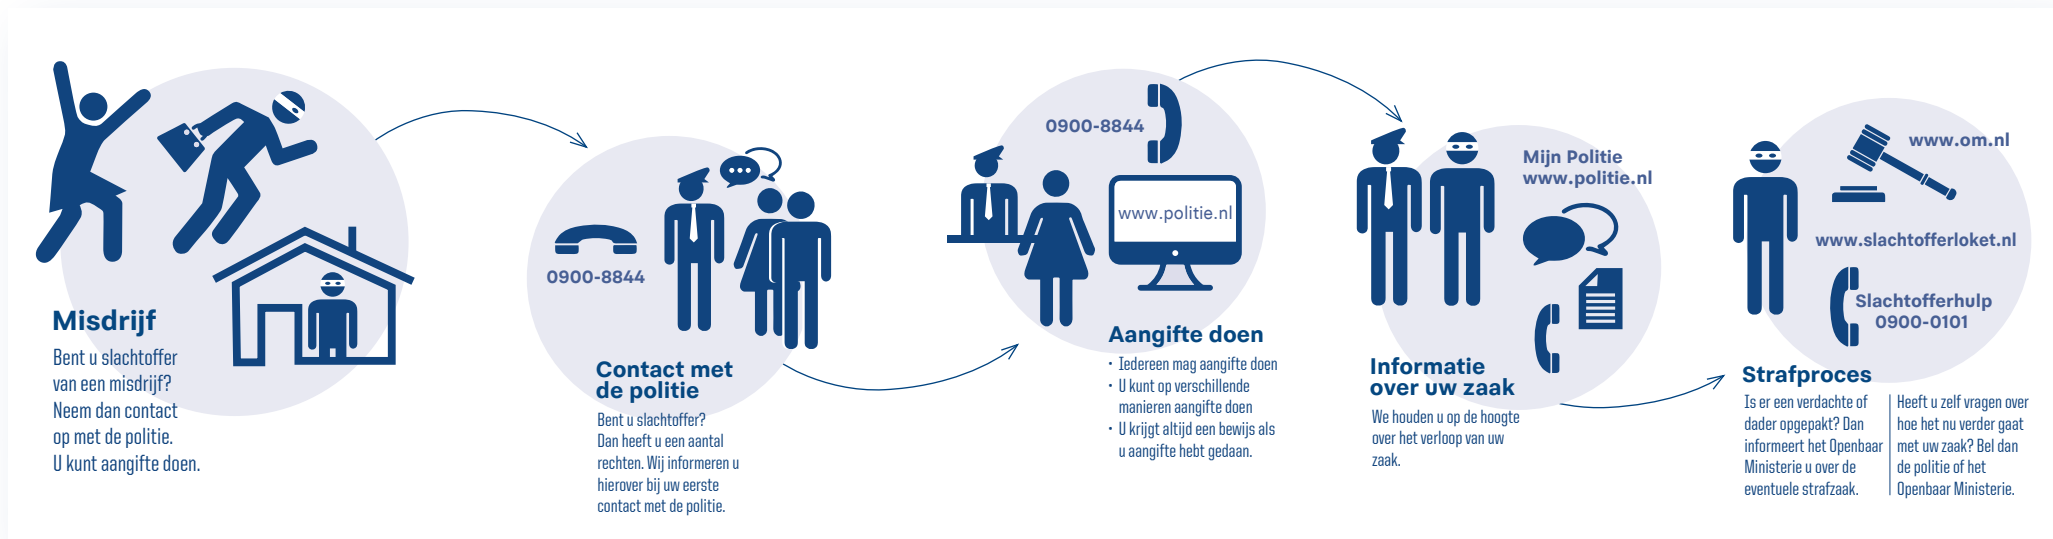 Misdrijf
Bent u slachtoffer
van een misdrijf?
Neem dan contact
op met de politie.
U kunt aangifte doen.
0900-8844
Contact met
de politie
Bent u slachtoffer?
Dan heeft u een aantal
rechten. Wij informeren u
hierover bij uw eerste
contact met de politie.
0900-8844
www.politie.nl
Aangifte doen
• Iedereen mag aangifte doen
• U kunt op verschillende
manieren aangifte doen
• U krijgt altijd een bewijs als
u aangifte hebt gedaan.
Mijn Politie
www.politie.nl
Informatie
over uw zaak
We houden u op de hoogte
over het verloop van uw
zaak.
www.om.nl
www.slachtofferloket.nl
Slachtofferhulp
0900-0101
Strafproces
Is er een verdachte of
dader opgepakt? Dan
informeert het Openbaar
Ministerie u over de
eventuele strafzaak.
Heeft u zelf vragen over
hoe het nu verder gaat
met uw zaak? Bel dan
de politie of het
Openbaar Ministerie.